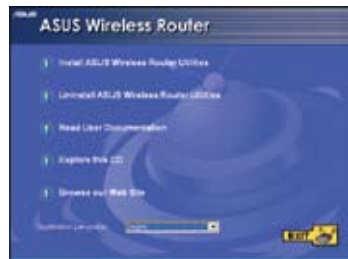 ASUS Wireless Router
Install ASUS Wireless Router Utilities
Uninstall ASUS Wireless Router Utilities
Read User Documentation
Explore this CD
Browse our Web Site
EXIT